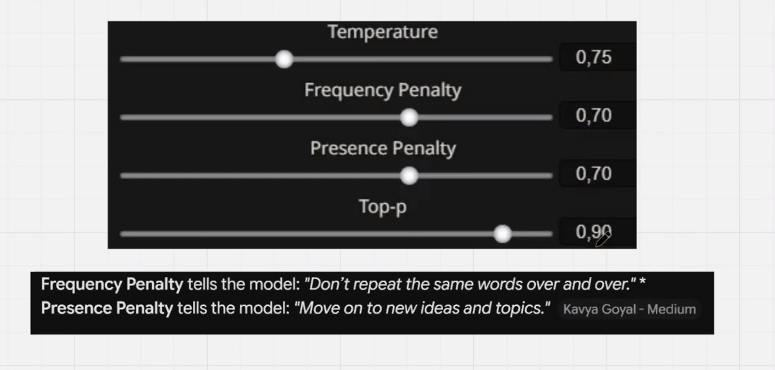 Temperature
0,75
Frequency Penalty
0,70
Presence Penalty
0,70
Top-p
0,90
Frequency Penalty tells the model: "Don't repeat the same words over and over." *
Presence Penalty tells the model: "Move on to new ideas and topics." Kavya Goyal - Medium